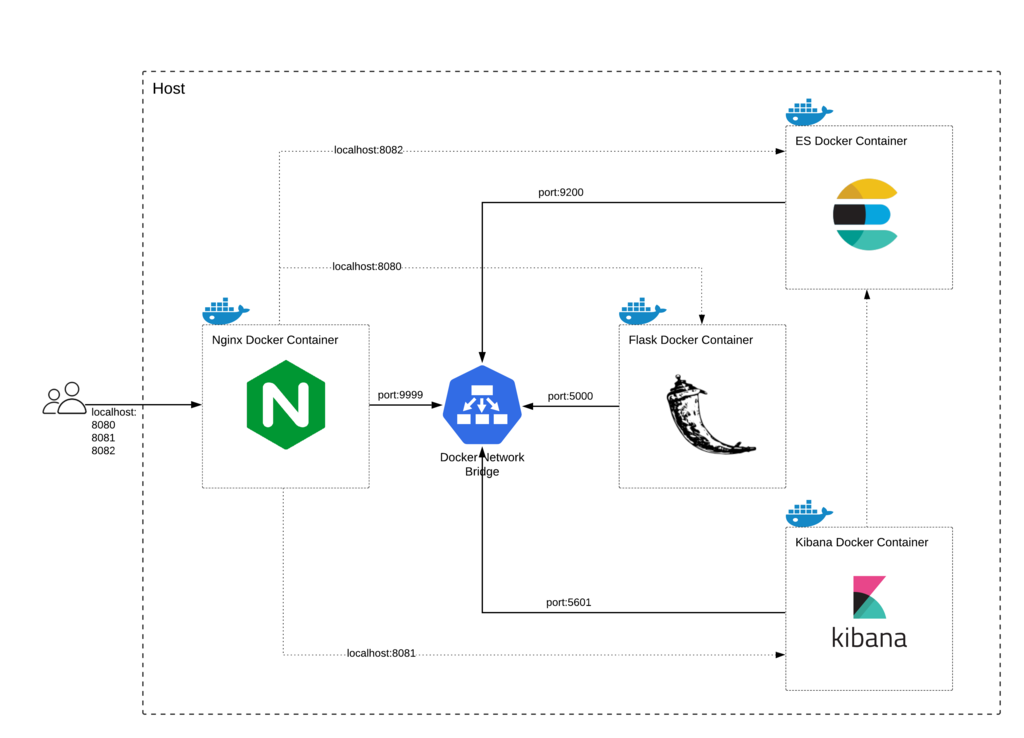 Host
ES Docker Container
localhost:8082
port:9200
localhost:8080
Nginx Docker Container
Flask Docker Container
N
port:9999
port:5000
localhost:
8080
8081
8082
Docker Network
Bridge
Kibana Docker Container
port:5601
kibana
localhost:8081